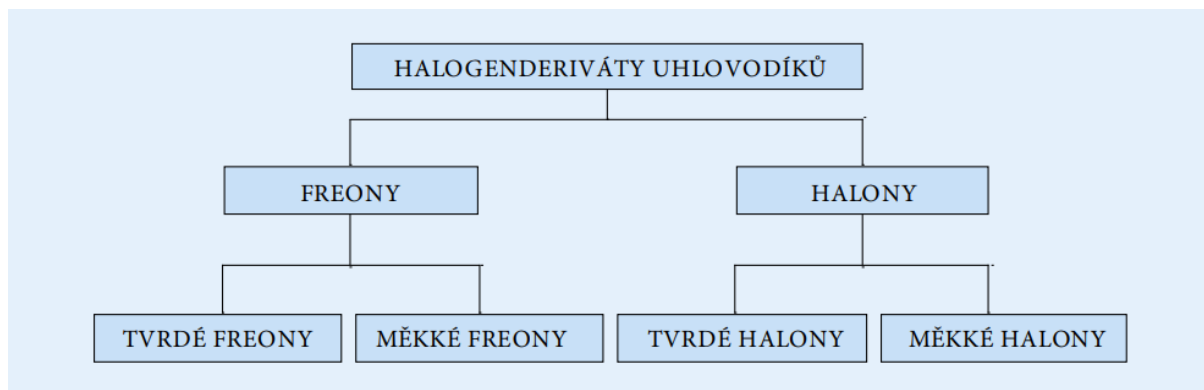 HALOGENDERIVÁTY UHLOVODÍKŮ
FREONY
HALONY
TVRDÉ FREONY
MĚKKÉ FREONY
TVRDÉ HALONY
MĚKKÉ HALONY